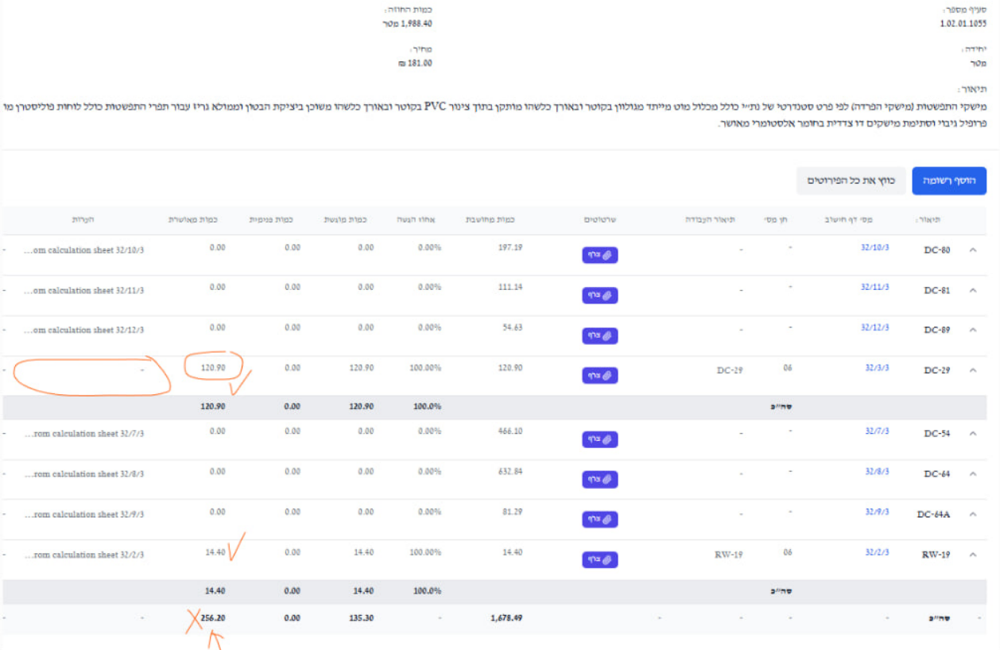 סעיף מספר: כמות החוזה:
1.02.01.1055 1,988.40 מטר
יחידה: מחיר:
מטר 181.00 ₪
תיאור:
מישקי התפשטות (מישקי הפרדה) לפי פרט סטנדרטי של נת״י כולל מכלול מוט מייתד מגולוון בקוטר ובאורך כלשהו מותקן בתוך צינור PVC בקוטר ובאורך כלשהו משוכן ביציקת הבטון וממולא גריז עבור תפרי התפשטות כולל לוחות פוליסטרן מו
פרופיל גיבוי וסתימת מישקים דו צדדית בחומר אלסטומרי מאושר.
הוסף רשומה כווץ את כל הפירוטים
תיאור: מס׳ דף חישוב חן מס׳ תיאור העבודה שרטוטים כמות מחושבת אחוז הגשה כמות מוגשת כמות פנימית כמות מאושרת הערות
DC-80 32/10/3 - - צרף 197.19 0.00% 0.00 0.00 0.00 ...om calculation sheet 32/10/3 -
DC-81 32/11/3 - - צרף 111.14 0.00% 0.00 0.00 0.00 ...om calculation sheet 32/11/3 -
DC-89 32/12/3 - - צרף 54.63 0.00% 0.00 0.00 0.00 ...om calculation sheet 32/12/3 -
DC-29 32/3/3 06 DC-29 צרף 120.90 100.00% 120.90 0.00 120.90 - -
סה״כ 100.0% 120.90 0.00 120.90
DC-54 32/7/3 - - צרף 466.10 0.00% 0.00 0.00 0.00 ...rom calculation sheet 32/7/3 -
DC-64 32/8/3 - - צרף 632.84 0.00% 0.00 0.00 0.00 ...rom calculation sheet 32/8/3 -
DC-64A 32/9/3 - - צרף 81.29 0.00% 0.00 0.00 0.00 ...rom calculation sheet 32/9/3 -
RW-19 32/2/3 06 RW-19 צרף 14.40 100.00% 14.40 0.00 14.40 ...rom calculation sheet 32/2/3 -
סה״כ 100.0% 14.40 0.00 14.40
- סה״כ - - - - 1,678.49 - 135.30 0.00 256.20 - -